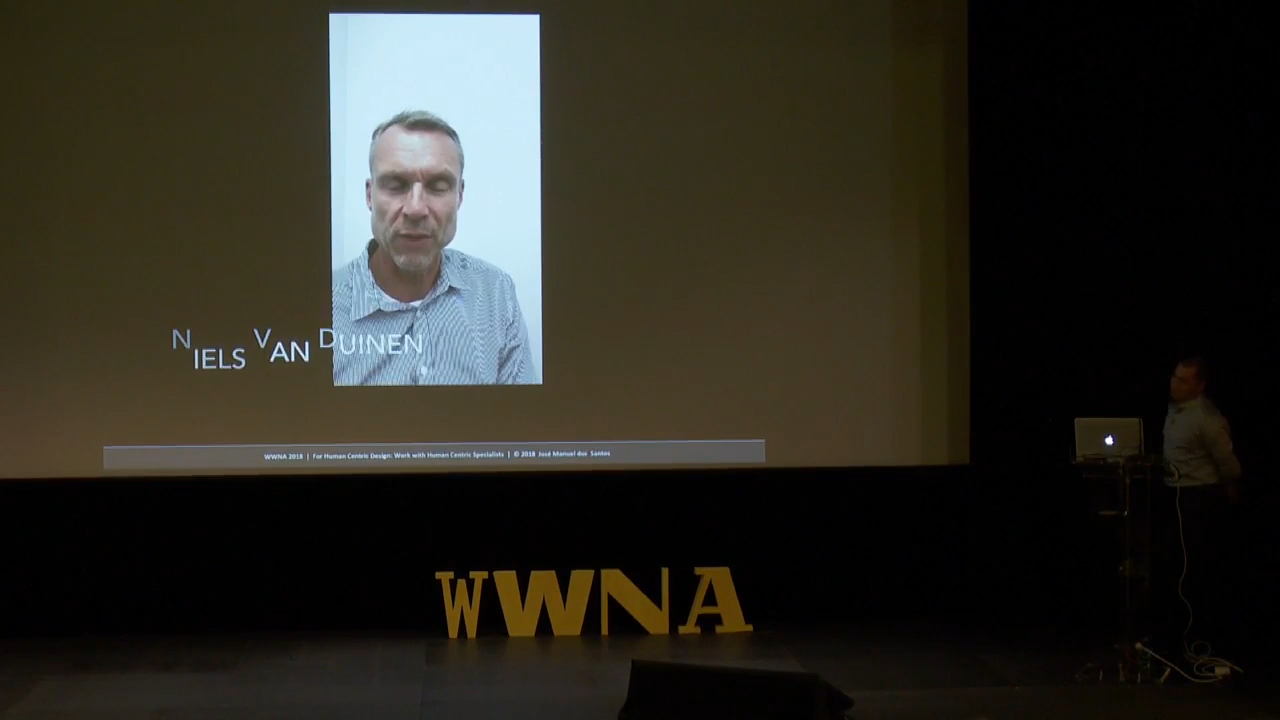 NIELS VAN DUINEN
WWNA 2018 | For Human Centric Design: Work with Human Centric Specialists | © 2018 José Manuel dos Santos
WWNA